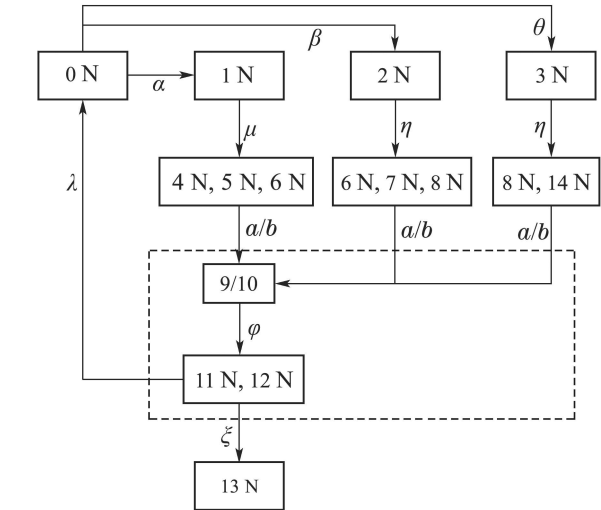 θ
β
0 N
α
1 N
2 N
3 N
μ
η
η
λ
4 N, 5 N, 6 N
6 N, 7 N, 8 N
8 N, 14 N
a/b
a/b
a/b
9/10
φ
11 N, 12 N
ξ
13 N